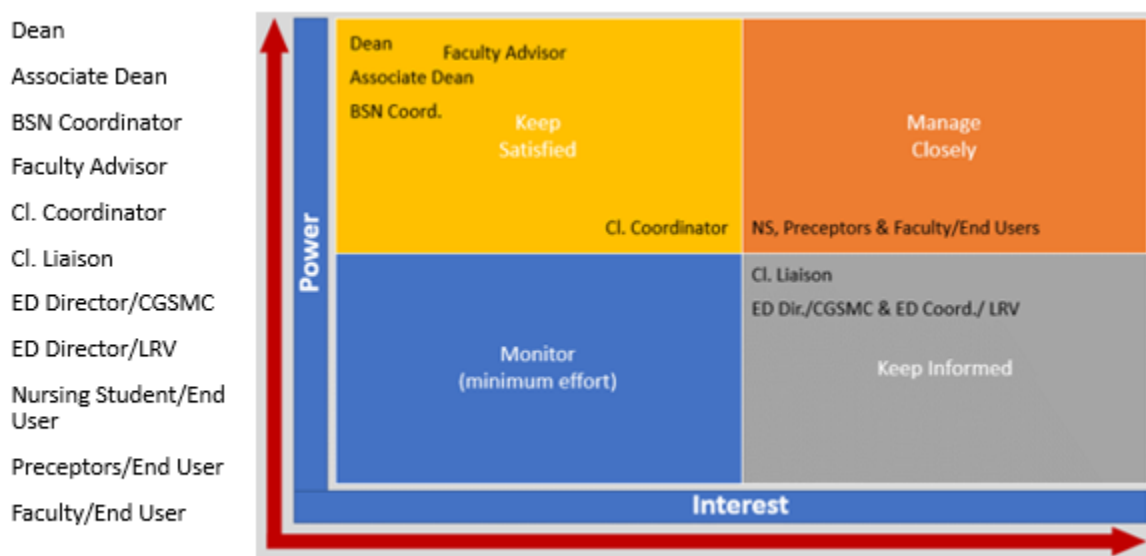 Dean
Associate Dean
BSN Coordinator
Faculty Advisor
Cl. Coordinator
Cl. Liaison
ED Director/CGSMC
ED Director/LRV
Nursing Student/End
User
Preceptors/End User
Faculty/End User
Power
Dean
Faculty Advisor
Associate Dean
BSN Coord.
Keep
Satisfied
Cl. Coordinator
Manage
Closely
NS, Preceptors & Faculty/End Users
Monitor
(minimum effort)
Cl. Liaison
ED Dir./CGSMC & ED Coord./ LRV
Keep Informed
Interest